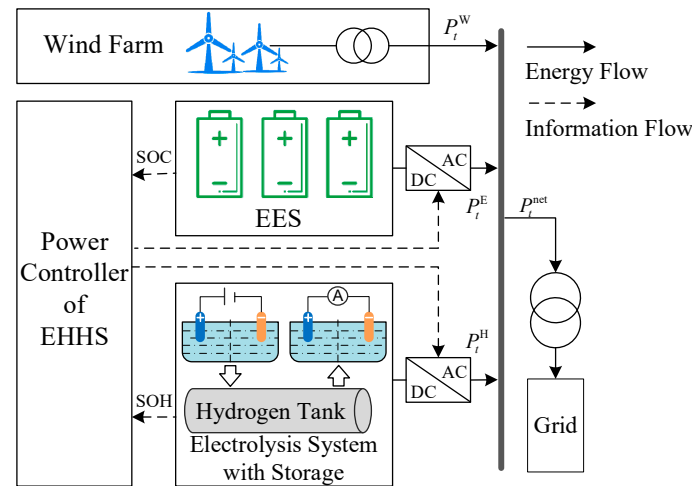 Wind Farm
P_t^W
Energy Flow
Information Flow
SOC
+ + +
- - -
EES
AC
DC
P_t^E
P_t^net
Power
Controller
of
EHHS
A
+ - + -
AC
DC
P_t^H
SOH
Hydrogen Tank
Electrolysis System
with Storage
Grid